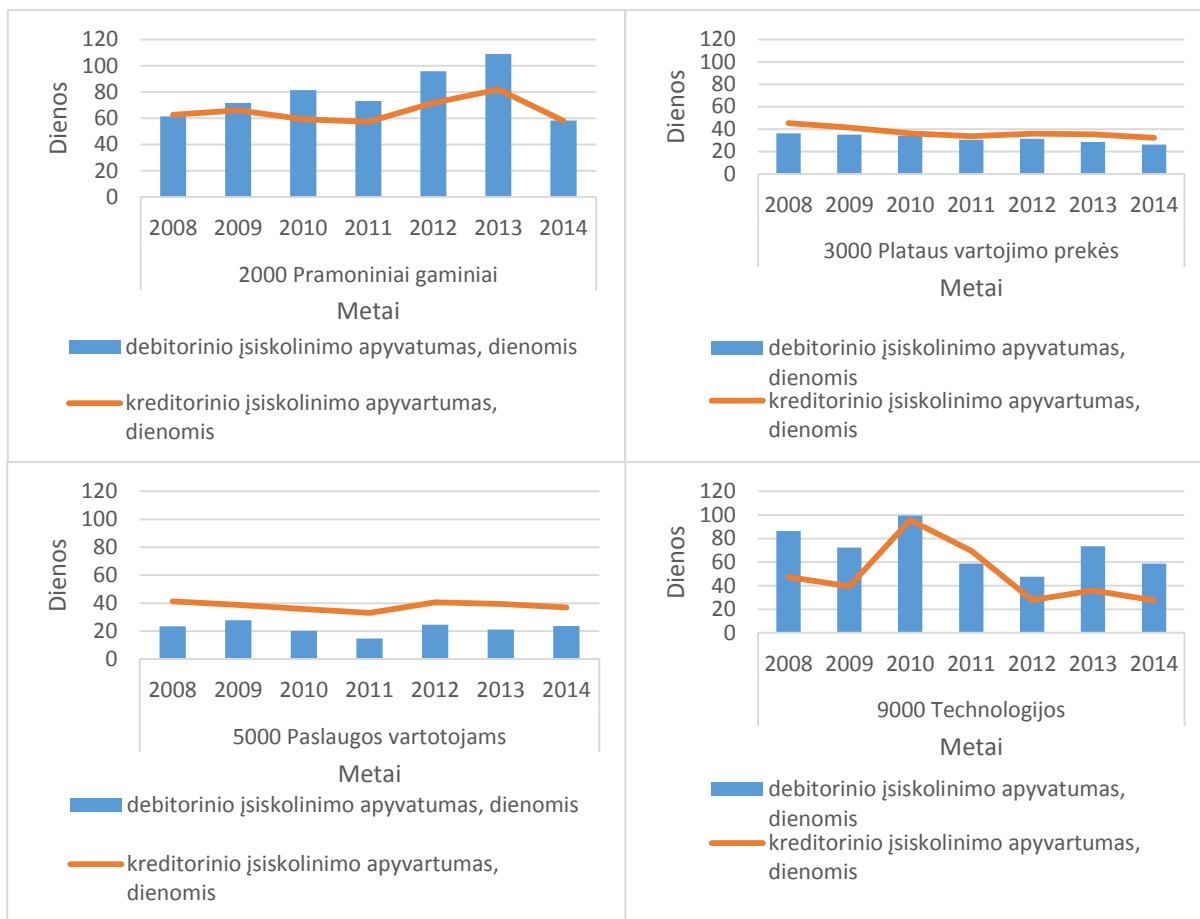 120
100
80
60
40
20
0
Dienos
2008 2009 2010 2011 2012 2013 2014
2000 Pramoniniai gaminiai
Metai
debitorinio įsiskolinimo apyvatumas, dienomis
kreditorinio įsiskolinimo apyvartumas,
dienomis
120
100
80
60
40
20
0
Dienos
2008 2009 2010 2011 2012 2013 2014
3000 Plataus vartojimo prekės
Metai
debitorinio įsiskolinimo apyvatumas,
dienomis
kreditorinio įsiskolinimo apyvartumas,
dienomis
120
100
80
60
40
20
0
Dienos
2008 2009 2010 2011 2012 2013 2014
5000 Paslaugos vartotojams
Metai
debitorinio įsiskolinimo apyvatumas, dienomis
kreditorinio įsiskolinimo apyvartumas,
dienomis
120
100
80
60
40
20
0
Dienos
2008 2009 2010 2011 2012 2013 2014
9000 Technologijos
Metai
debitorinio įsiskolinimo apyvatumas,
dienomis
kreditorinio įsiskolinimo apyvartumas,
dienomis